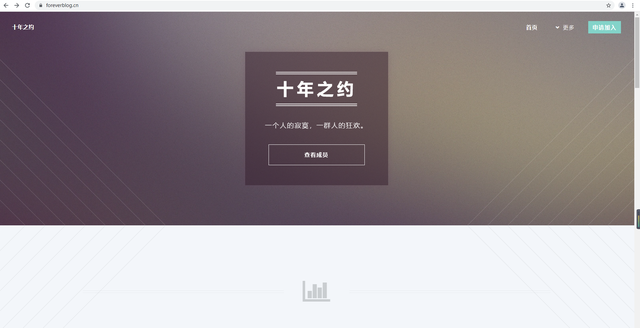 foreverblog.cn
十年之约
首页
更多
申请加入
十年之约
一个人的寂寞，一群人的狂欢。
查看成员